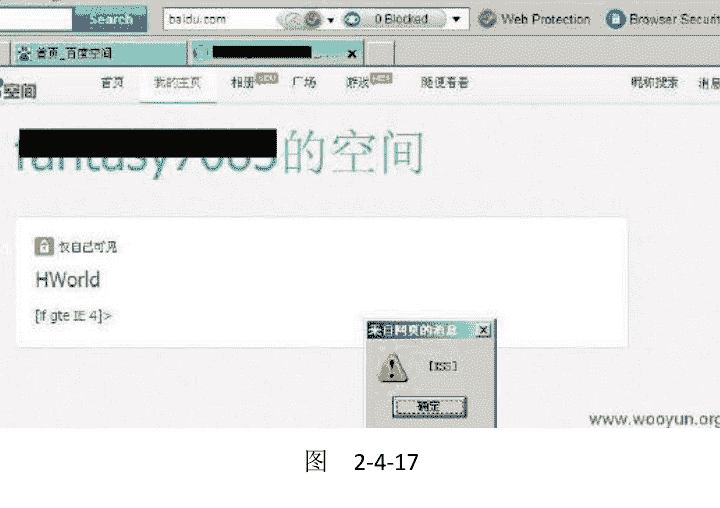 Search baidu.com 0 Blocked Web Protection Browser Securit
首页_百度空间
空间 首页 我的主页 相册 广场 游戏 随便看看 昵称搜索 消息
的空间
仅自己可见
HWorld
[if gte IE 4]>
来自网页的消息
[XSS]
确定
www.wooyun.org
图 2-4-17